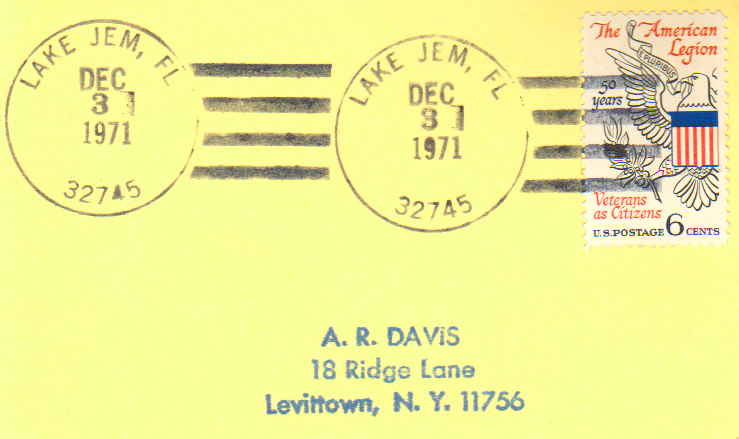 LAKE JEM, FL
DEC
3
1971
32745
LAKE JEM, FL
DEC
3
1971
32745
The American
Legion
E PLURIBUS
50
years
Veterans
as Citizens
U.S.POSTAGE 6 CENTS
A. R. DAViS
18 Ridge Lane
Levittown, N. Y. 11756